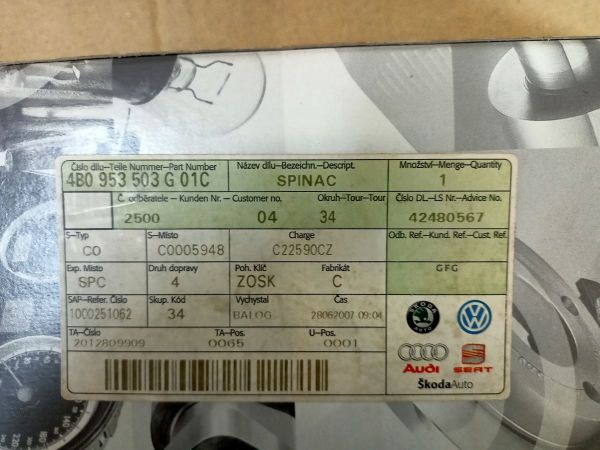 Číslo dílu–Teile Nummer–Part Number Název dílu–Bezeichn.–Descript. Množství–Menge–Quantity
4B0 953 503 G 01C SPINAC 1
Č. odběratele – Kunden Nr. – Customer no. Okruh–Tour–Tour Číslo DL.–LS Nr.–Advice No.
2500 04 34 42480567
S–Typ S–Místo Charge Odb. Ref.–Kund. Ref.–Cust. Ref.
CO C0005948 C22590CZ
Exp. Místo Druh dopravy Poh. Klíč Fabrikát GFG
SPC 4 ZOSK C
SAP–Refer. Číslo Skup. Kód Vychystal Čas
1000251062 34 BALOG 28062007 09:04
TA–Číslo TA–Pos. U–Pos.
2012809909 0065 0001
ŠKODA
AUTO
Audi SEAT
ŠkodaAuto